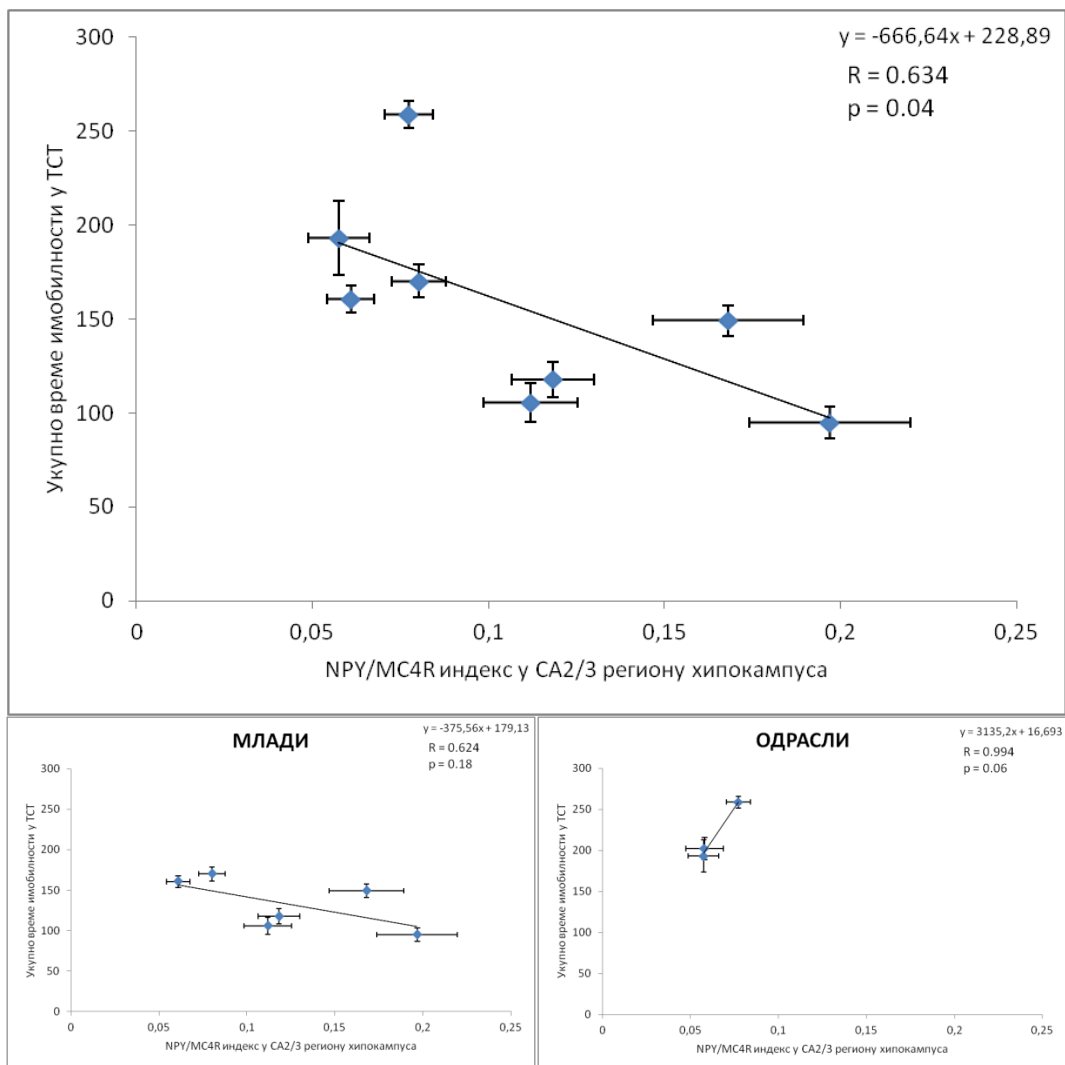 y = -666,64x + 228,89
R = 0.634
p = 0.04
Укупно време имобилности у ТСТ
300
250
200
150
100
50
0
0
0,05
0,1
0,15
0,2
0,25
NPY/MC4R индекс у СА2/3 региону хипокампуса
МЛАДИ
y = -375,56x + 179,13
R = 0.624
p = 0.18
Укупно време имобилности у ТСТ
300
250
200
150
100
50
0
0
0,05
0,1
0,15
0,2
0,25
NPY/MC4R индекс у СА2/3 региону хипокампуса
ОДРАСЛИ
y = 3135,2x + 16,693
R = 0.994
p = 0.06
Укупно време имобилности у ТСТ
300
250
200
150
100
50
0
0
0,05
0,1
0,15
0,2
0,25
NPY/MC4R индекс у СА2/3 региону хипокампуса